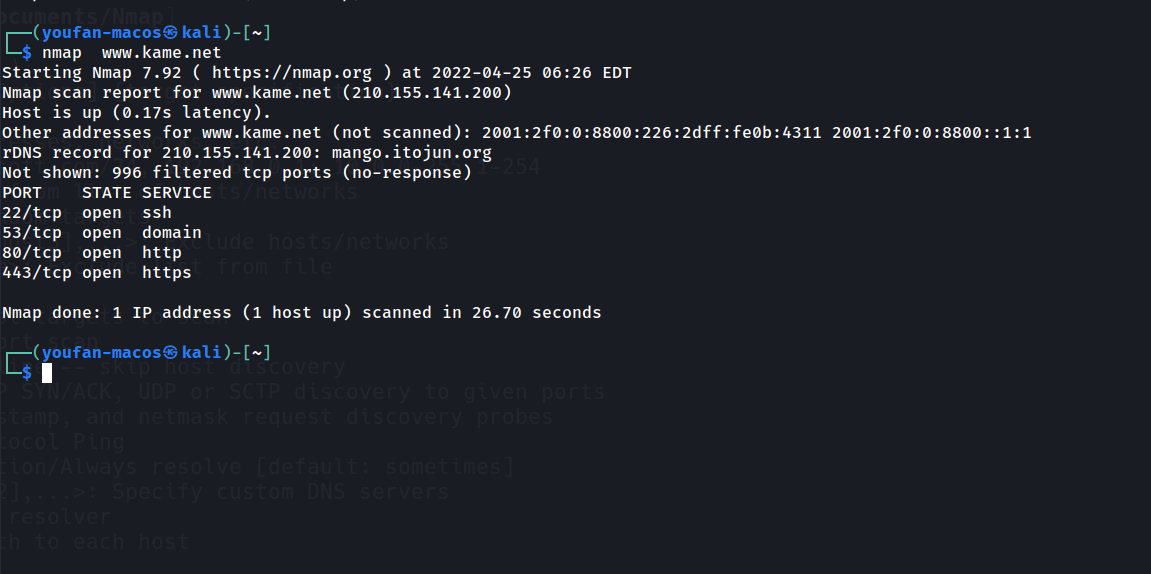 ocuments/Nmap]
┌──(youfan-macos㉿kali)-[~]
└─$ nmap  www.kame.net
Starting Nmap 7.92 ( https://nmap.org ) at 2022-04-25 06:26 EDT
Nmap scan report for www.kame.net (210.155.141.200)
Host is up (0.17s latency).
Other addresses for www.kame.net (not scanned): 2001:2f0:0:8800:226:2dff:fe0b:4311 2001:2f0:0:8800::1:1
rDNS record for 210.155.141.200: mango.itojun.org
1-254
Not shown: 996 filtered tcp ports (no-response)
PORT    STATE SERVICE
sts/networks
22/tcp  open  ssh
53/tcp  open  domain
Exclude hosts/networks
80/tcp  open  http
from file
443/tcp open  https
Nmap done: 1 IP address (1 host up) scanned in 26.70 seconds
scan
┌──(youfan-macos㉿kali)-[~]
└─$
-- skip host discovery
P SYN/ACK, UDP or SCTP discovery to given ports
stamp, and netmask request discovery probes
tocol Ping
tion/Always resolve [default: sometimes]
2],...>: Specify custom DNS servers
resolver
ch to each host